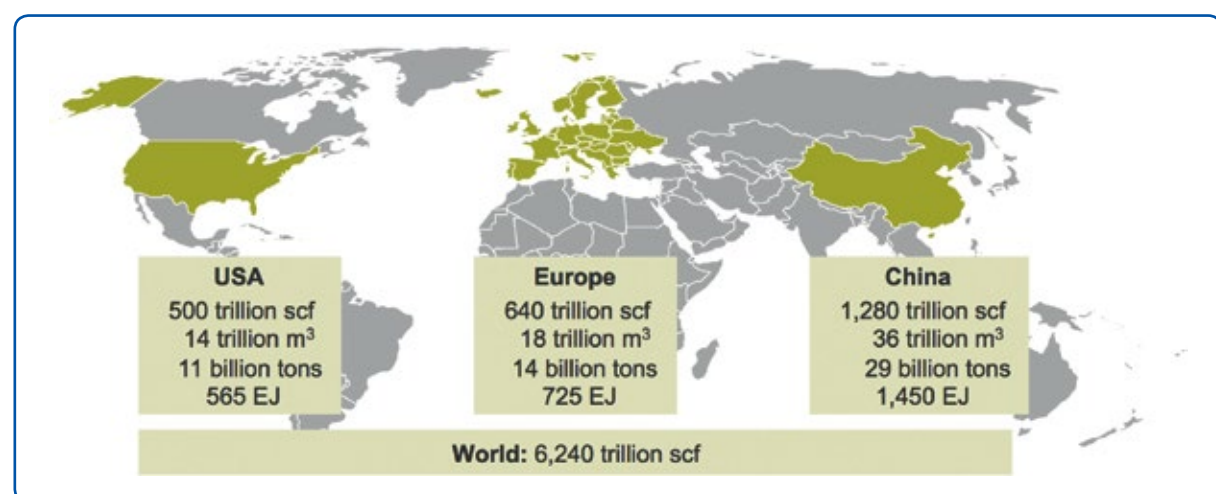 USA
500 trillion scf
14 trillion m³
11 billion tons
565 EJ
Europe
640 trillion scf
18 trillion m³
14 billion tons
725 EJ
China
1,280 trillion scf
36 trillion m³
29 billion tons
1,450 EJ
World: 6,240 trillion scf